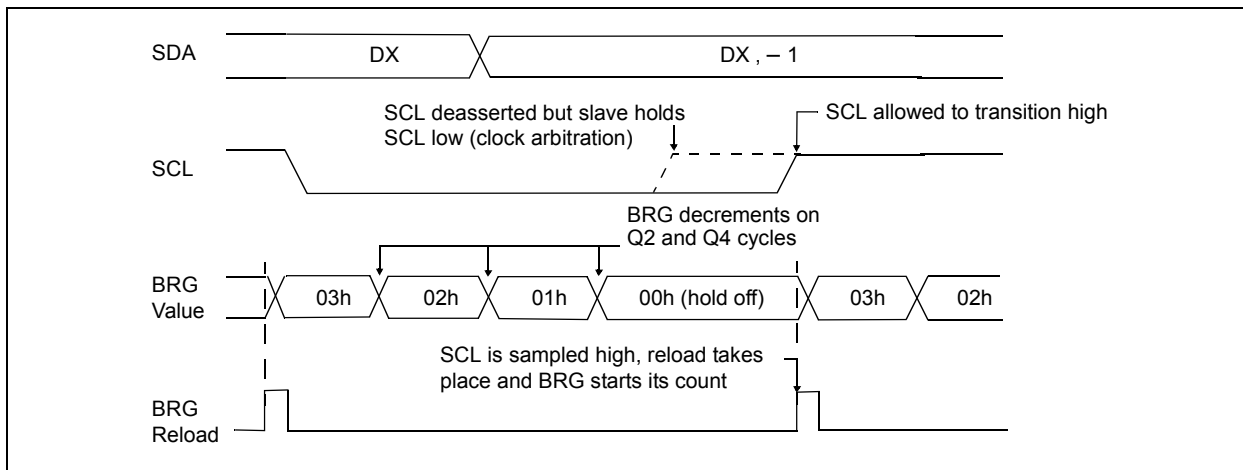 SDA
DX
DX , – 1
SCL deasserted but slave holds
SCL low (clock arbitration)
SCL allowed to transition high
SCL
BRG decrements on
Q2 and Q4 cycles
BRG
Value
03h
02h
01h
00h (hold off)
03h
02h
SCL is sampled high, reload takes
place and BRG starts its count
BRG
Reload